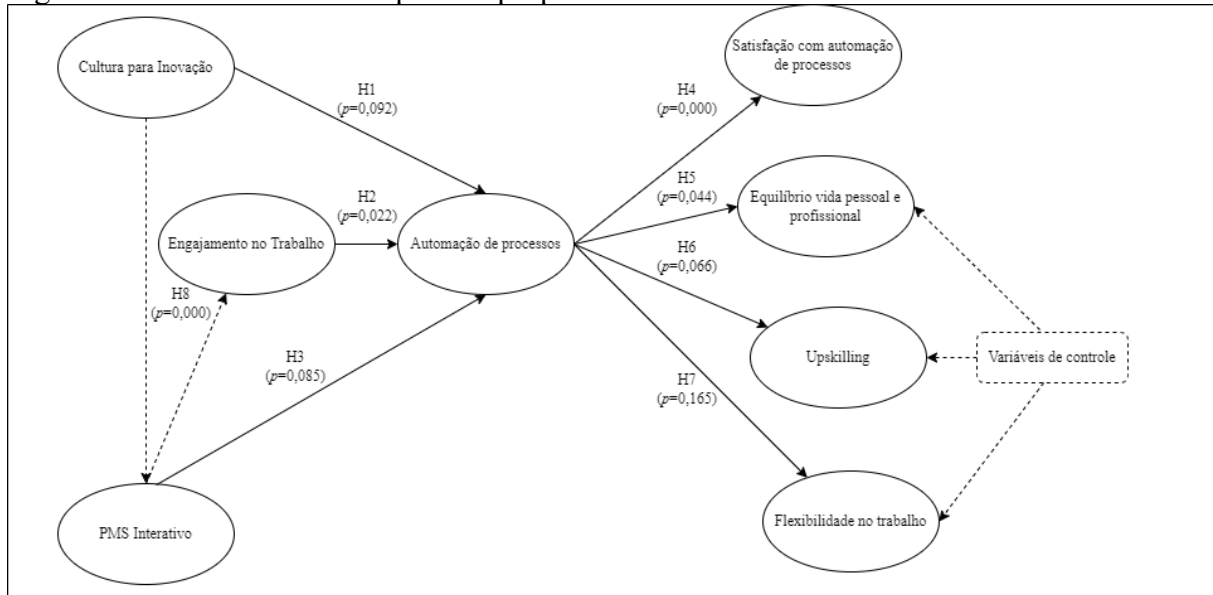 Satisfação com automação
de processos
Cultura para Inovação
H1
(p=0,092)
H4
(p=0,000)
H5
(p=0,044)
Equilíbrio vida pessoal e
profissional
H2
(p=0,022)
Engajamento no Trabalho
Automação de processos
H6
(p=0,066)
H8
(p=0,000)
H3
(p=0,085)
Upskilling
Variáveis de controle
H7
(p=0,165)
PMS Interativo
Flexibilidade no trabalho